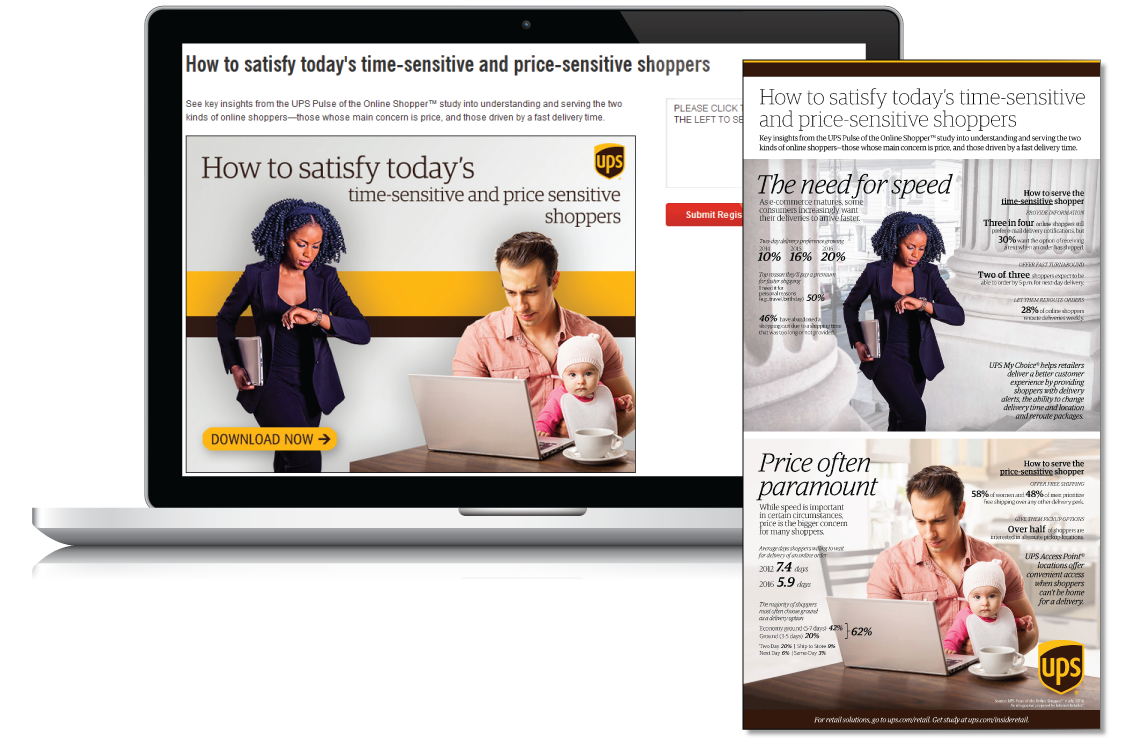 How to satisfy today's time-sensitive and price-sensitive shoppers
See key insights from the UPS Pulse of the Online Shopper™ study into understanding and serving the two
kinds of online shoppers—those whose main concern is price, and those driven by a fast delivery time.
PLEASE CLICK
THE LEFT TO SE
Submit Regis
How to satisfy today's
time-sensitive and price sensitive
shoppers
ups
DOWNLOAD NOW →
How to satisfy today's time-sensitive
and price-sensitive shoppers
Key insights from the UPS Pulse of the Online Shopper™ study into understanding and serving the two
kinds of online shoppers—those whose main concern is price, and those driven by a fast delivery time.
The need for speed
As e-commerce matures, some
consumers increasingly want
their deliveries to arrive faster.
Two-day delivery preference growing
2014 2015 2016
10% 16% 20%
Top reason they'll pay a premium
for faster shipping
I need it for
personal reasons
(e.g., travel, birthday) 50%
46% have abandoned a
shopping cart due to a shipping time
that was too long or not provided.
How to serve the
time-sensitive shopper
PROVIDE INFORMATION
Three in four online shoppers still
prefer e-mail delivery notifications, but
30% want the option of receiving
a text when an order has shipped.
OFFER FAST TURNAROUND
Two of three shoppers expect to be
able to order by 5 p.m. for next day delivery.
LET THEM REROUTE ORDERS
28% of online shoppers
reroute deliveries weekly.
UPS My Choice® helps retailers
deliver a better customer
experience by providing
shoppers with delivery
alerts, the ability to change
delivery time and location
and reroute packages.
Price often
paramount
While speed is important
in certain circumstances,
price is the bigger concern
for many shoppers.
Average days shoppers willing to wait
for delivery of an online order
2012 7.4 days
2016 5.9 days
The majority of shoppers
most often choose ground
as a delivery option
Economy ground (5-7 days) 42%
Ground (3-5 days) 20%
62%
Two Day 20% | Ship to Store 9%
Next Day 6% | Same Day 3%
How to serve the
price-sensitive shopper
OFFER FREE SHIPPING
58% of women and 48% of men prioritize
free shipping over any other delivery perk.
GIVE THEM PICKUP OPTIONS
Over half of shoppers are
interested in alternate pickup locations.
UPS Access Point®
locations offer
convenient access
when shoppers
can't be home
for a delivery.
ups
For retail solutions, go to ups.com/retail. Get study at ups.com/insideretail.